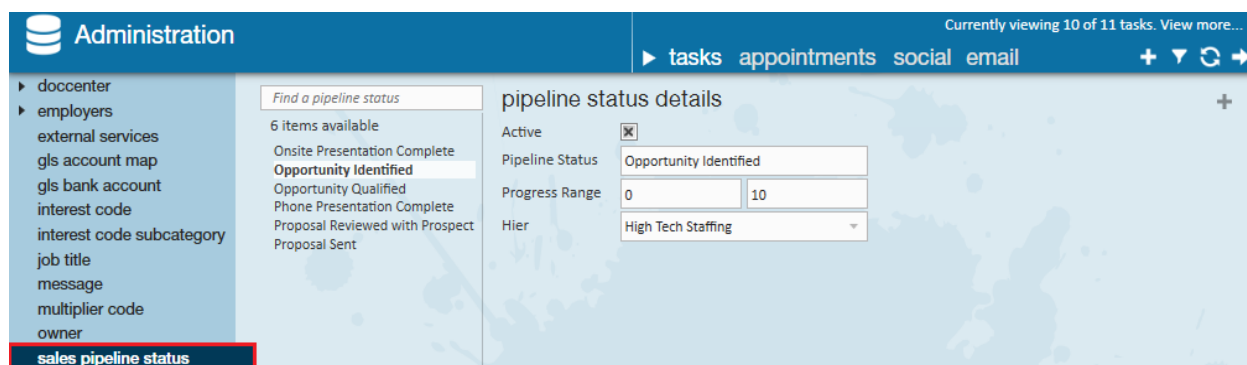 Administration
Currently viewing 10 of 11 tasks. View more...
tasks appointments social email
doccenter
employers
external services
gls account map
gls bank account
interest code
interest code subcategory
job title
message
multiplier code
owner
sales pipeline status
Find a pipeline status
6 items available
Onsite Presentation Complete
Opportunity Identified
Opportunity Qualified
Phone Presentation Complete
Proposal Reviewed with Prospect
Proposal Sent
pipeline status details
Active
Pipeline Status Opportunity Identified
Progress Range 0 10
Hier High Tech Staffing